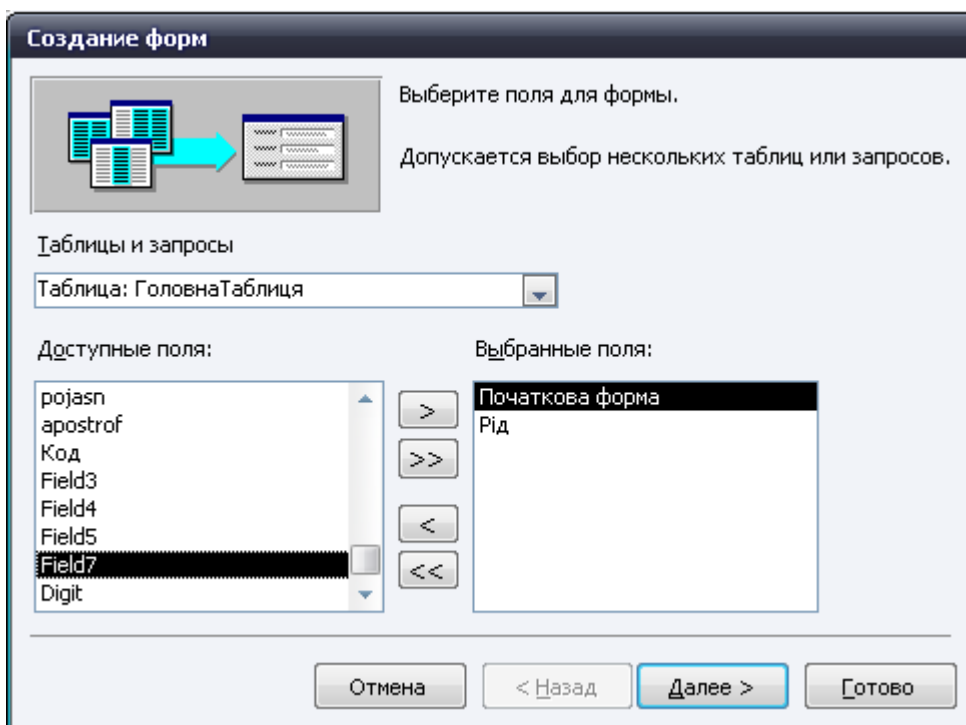 Создание форм
Выберите поля для формы.
Допускается выбор нескольких таблиц или запросов.
Таблицы и запросы
Таблица: ГоловнаТаблиця
Доступные поля:
pojasn
apostrof
Код
Field3
Field4
Field5
Field7
Digit
>
>>
<
<<
Выбранные поля:
Початкова форма
Рід
Отмена
< Назад
Далее >
Готово